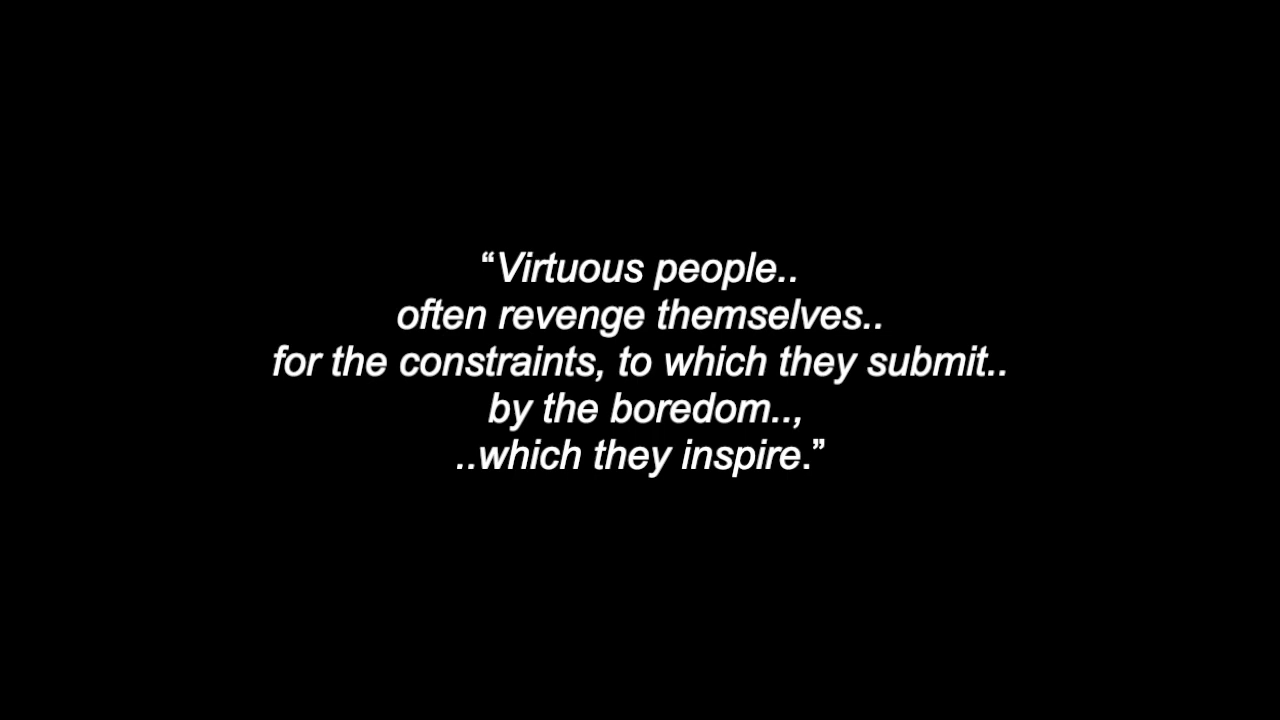 “Virtuous people..
often revenge themselves..
for the constraints, to which they submit..
by the boredom..,
..which they inspire.”